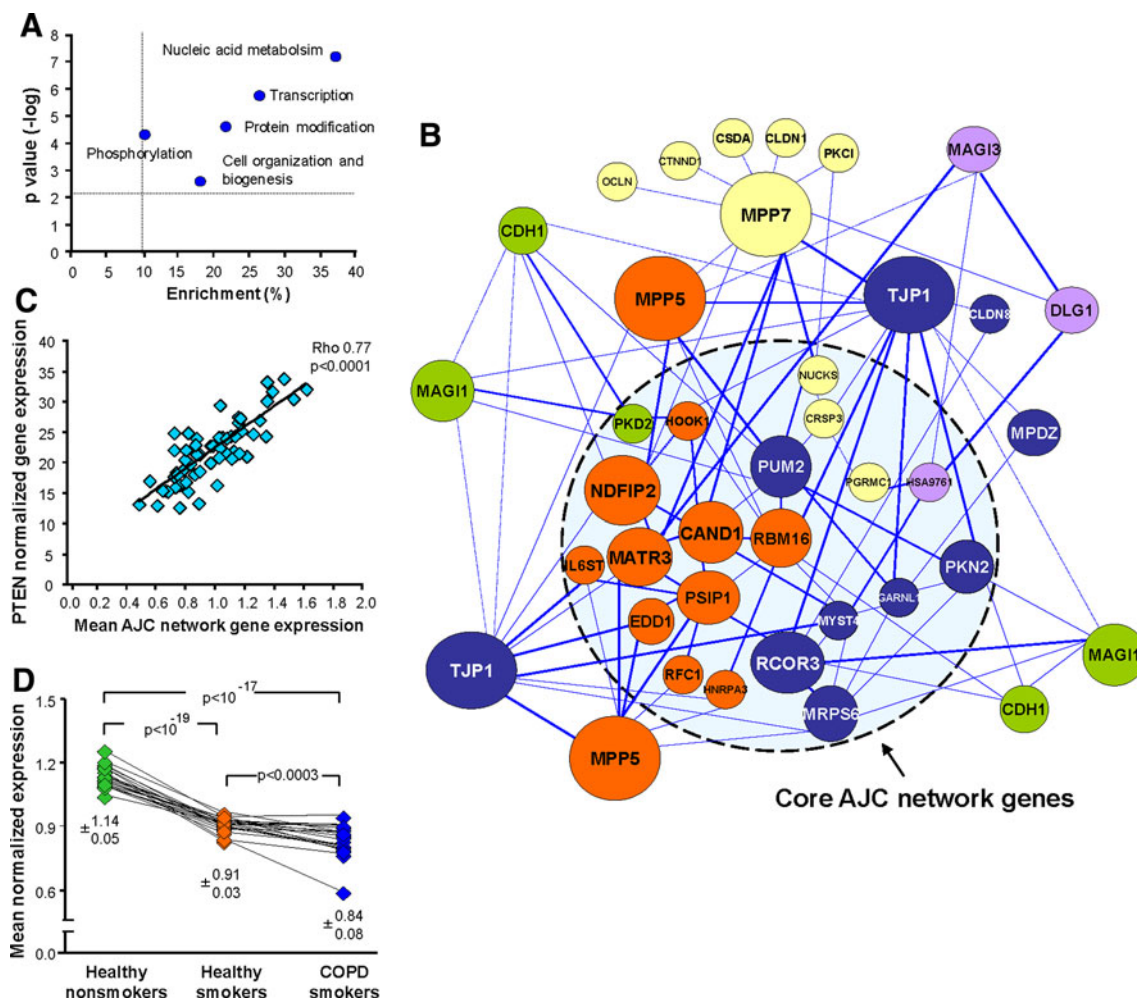 A
8
7
6
5
4
3
2
1
0
p value (-log)
Nucleic acid metabolsim
Transcription
Protein modification
Phosphorylation
Cell organization and
biogenesis
0 5 10 15 20 25 30 35 40
Enrichment (%)
B
CSDA
CLDN1
CTNND1
PKCI
OCLN
MAGI3
MPP7
CDH1
MPP5
TJP1
CLDN8
DLG1
MAGI1
NUCKS
PKD2
HOOK1
CRSP3
MPDZ
PUM2
NDFIP2
PGRMC1
HSA9761
CAND1
RBM16
MATR3
IL6ST
PKN2
PSIP1
GARNL1
EDD1
MYST4
TJP1
RFC1
HNRPA3
RCOR3
MAGI1
CDH1
MRPS6
MPP5
Core AJC network genes
C
PTEN normalized gene expression
40
35
30
25
20
15
10
5
0
Rho 0.77
p<0.0001
0.0 0.2 0.4 0.6 0.8 1.0 1.2 1.4 1.6 1.8 2.0
Mean AJC network gene expression
D
Mean normalized expression
1.5
1.2
0.9
0.6
0.0
p<10-17
p<10-19
p<0.0003
±1.14
0.05
±0.91
0.03
±0.84
0.08
Healthy
nonsmokers
Healthy
smokers
COPD
smokers